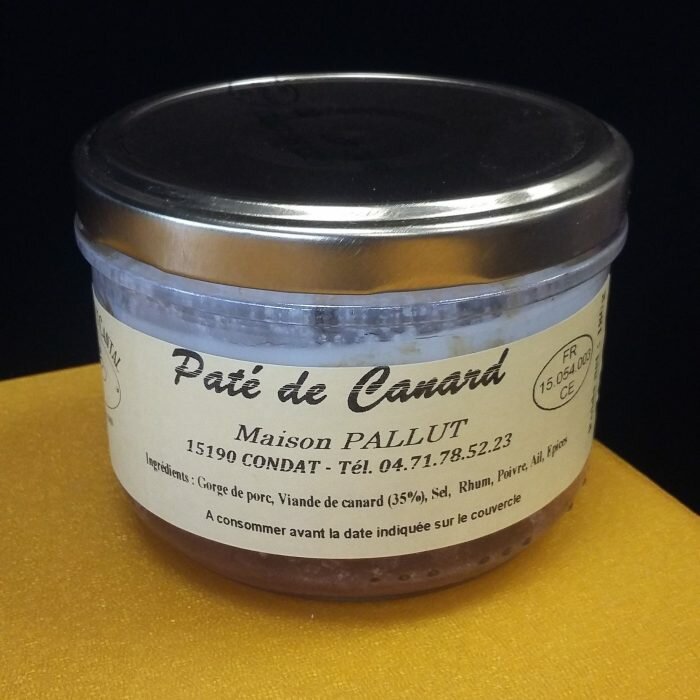 CANTAL
Paté de Canard
FR
15.054.003
CE
Maison PALLUT
15190 CONDAT - Tél. 04.71.78.52.23
Ingrédients : Gorge de porc, Viande de canard (35%), Sel, Rhum, Poivre, Ail, Epices
A consommer avant la date indiquée sur le couvercle